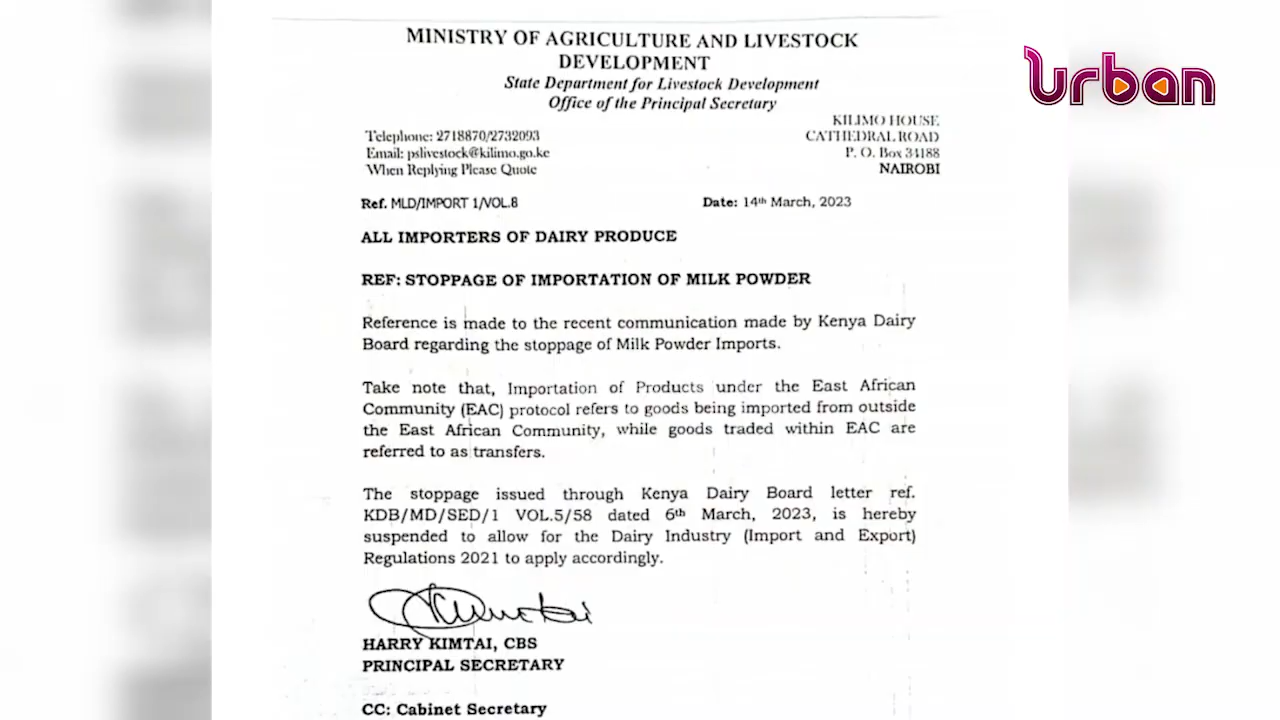 MINISTRY OF AGRICULTURE AND LIVESTOCK
DEVELOPMENT
State Department for Livestock Development
Office of the Principal Secretary
urban
Telephone: 2718870/2732093
Email: pslivestock@kilimo.go.ke
When Replying Please Quote
KILIMO HOUSE
CATHEDRAL ROAD
P. O. Box 34188
NAIROBI
Ref. MLD/IMPORT 1/VOL.8
Date: 14th March, 2023
ALL IMPORTERS OF DAIRY PRODUCE
REF: STOPPAGE OF IMPORTATION OF MILK POWDER
Reference is made to the recent communication made by Kenya Dairy
Board regarding the stoppage of Milk Powder Imports.
Take note that, Importation of Products under the East African
Community (EAC) protocol refers to goods being imported from outside
the East African Community, while goods traded within EAC are
referred to as transfers.
The stoppage issued through Kenya Dairy Board letter ref.
KDB/MD/SED/1 VOL.5/58 dated 6th March, 2023, is hereby
suspended to allow for the Dairy Industry (Import and Export)
Regulations 2021 to apply accordingly.
HARRY KIMTAI, CBS
PRINCIPAL SECRETARY
CC: Cabinet Secretary